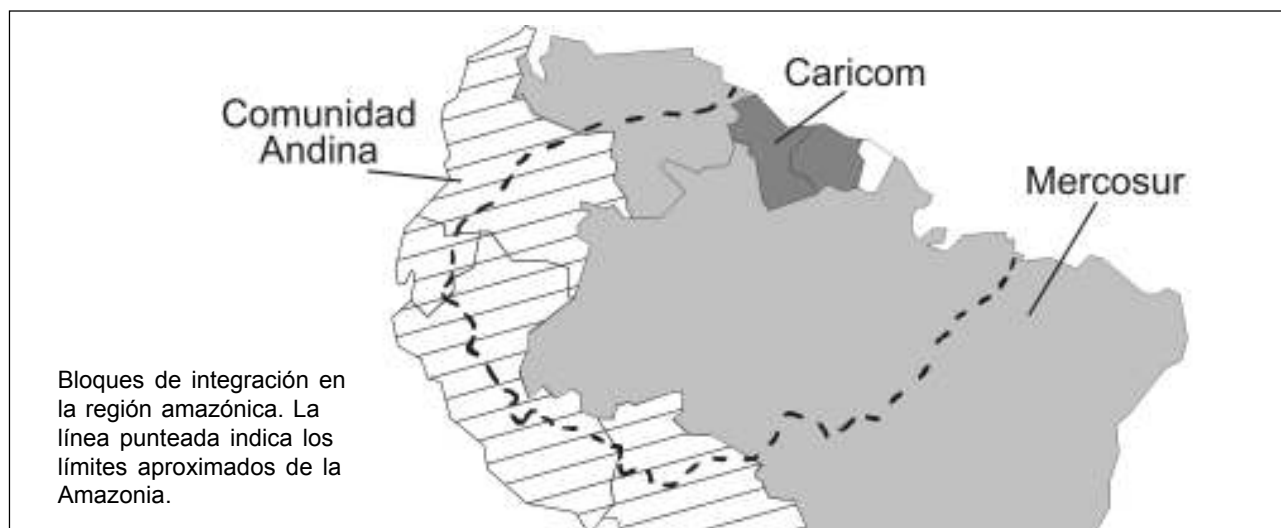 Caricom
Comunidad
Andina
Mercosur
Bloques de integración en
la región amazónica. La
línea punteada indica los
límites aproximados de la
Amazonia.